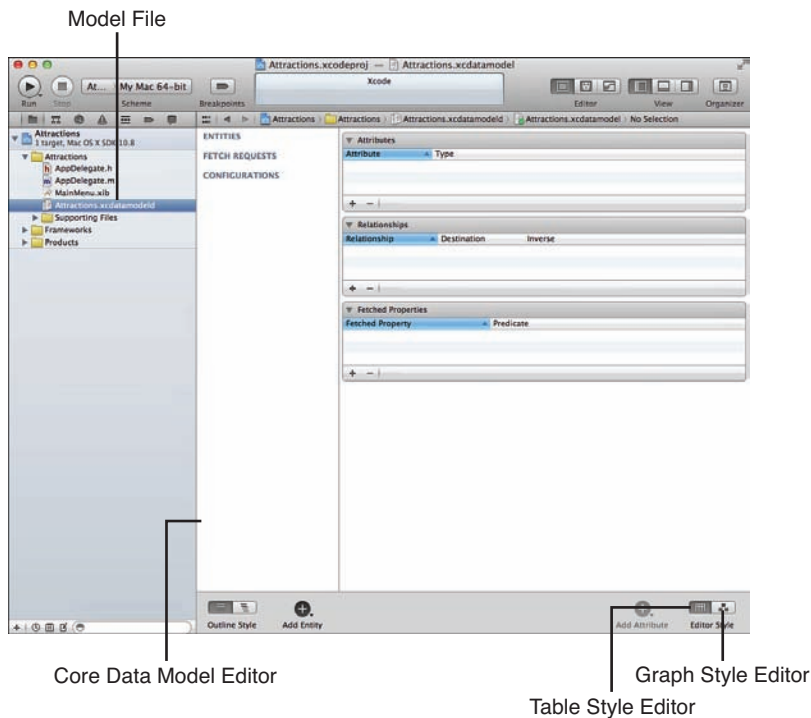 Model File
Attractions.xcodeproj — Attractions.xcdatamodel
At... My Mac 64-bit
Xcode
Run Stop Scheme Breakpoints Editor View Organizer
Attractions Attractions Attractions.xcdatamodeld Attractions.xcdatamodel No Selection
Attractions
1 target, Mac OS X SDK 10.8
Attractions
AppDelegate.h
AppDelegate.m
MainMenu.xib
Attractions.xcdatamodeld
Supporting Files
Frameworks
Products
ENTITIES
FETCH REQUESTS
CONFIGURATIONS
Attributes
Attribute Type
Relationships
Relationship Destination Inverse
Fetched Properties
Fetched Property Predicate
Outline Style Add Entity Add Attribute Editor Style
Core Data Model Editor
Graph Style Editor
Table Style Editor